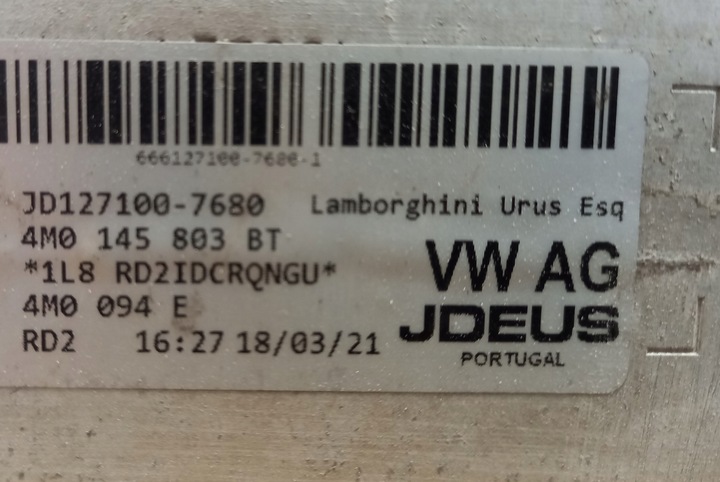 666127100-7680-1
JD127100-7680 Lamborghini Urus Esq
4M0 145 803 BT
*1L8 RD2IDCRQNGU*
4M0 094 E
RD2 16:27 18/03/21
VW AG
JDEUS
PORTUGAL